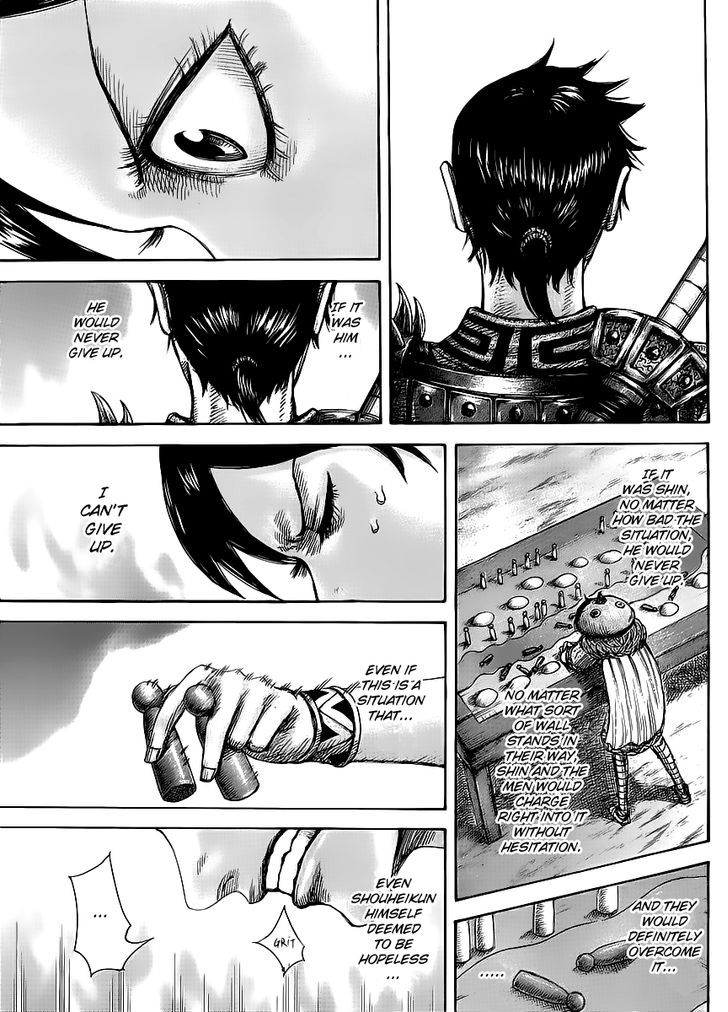 IF IT
WAS
HIM
...
HE
WOULD
NEVER
GIVE UP.
IF IT
WAS SHIN,
NO MATTER
HOW BAD THE
SITUATION,
HE WOULD
NEVER
GIVE UP.
NO MATTER
WHAT SORT
OF WALL
STANDS IN
THEIR WAY,
SHIN AND THE
MEN WOULD
CHARGE
RIGHT INTO IT
WITHOUT
HESITATION.
AND THEY
WOULD
DEFINITELY
OVERCOME
IT...
.....
I
CAN'T
GIVE
UP.
EVEN IF
THIS IS A
SITUATION
THAT...
EVEN
SHOUHEIKUN
HIMSELF
DEEMED
TO BE
HOPELESS
...
GRIT
...